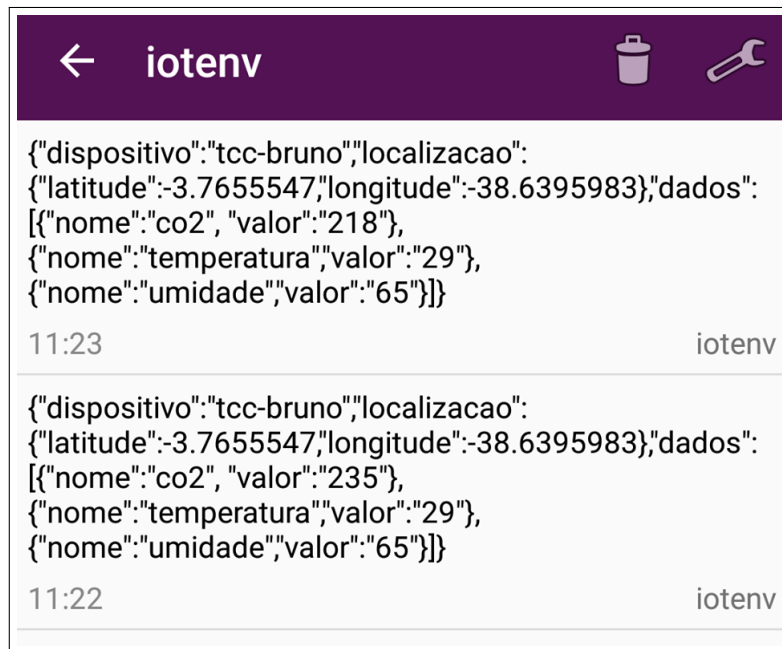 iotenv
{"dispositivo":"tcc-bruno","localizacao":
{"latitude":-3.7655547,"longitude":-38.6395983},"dados":
[{"nome":"co2", "valor":"218"},
{"nome":"temperatura","valor":"29"},
{"nome":"umidade","valor":"65"}]}
11:23 iotenv
{"dispositivo":"tcc-bruno","localizacao":
{"latitude":-3.7655547,"longitude":-38.6395983},"dados":
[{"nome":"co2", "valor":"235"},
{"nome":"temperatura","valor":"29"},
{"nome":"umidade","valor":"65"}]}
11:22 iotenv